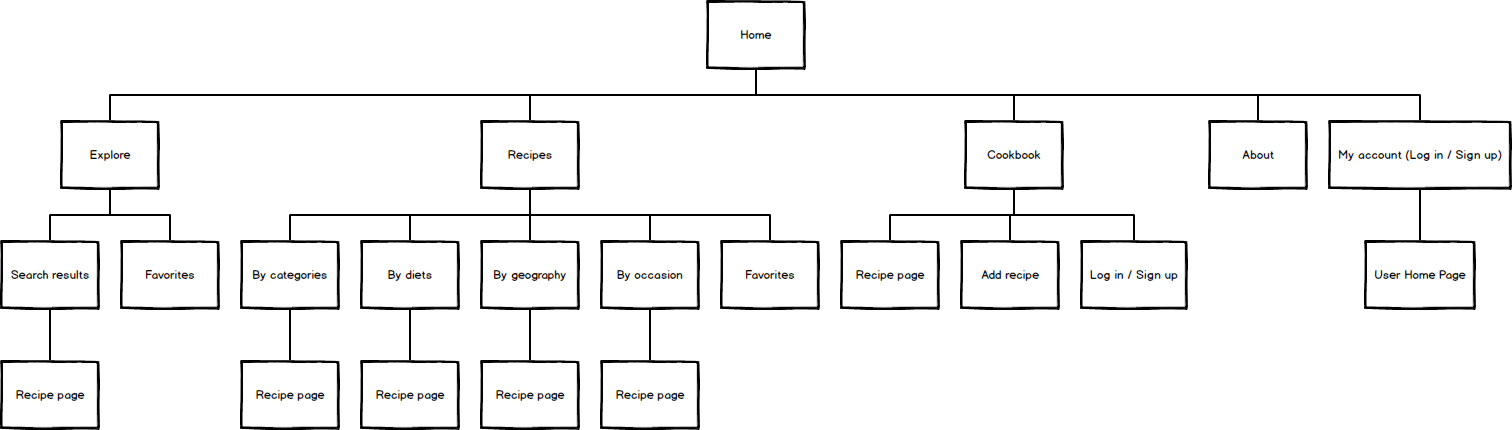 Home
Explore
Recipes
Cookbook
About
My account (Log in / Sign up)
Search results
Favorites
By categories
By diets
By geography
By occasion
Favorites
Recipe page
Add recipe
Log in / Sign up
User Home Page
Recipe page
Recipe page
Recipe page
Recipe page
Recipe page